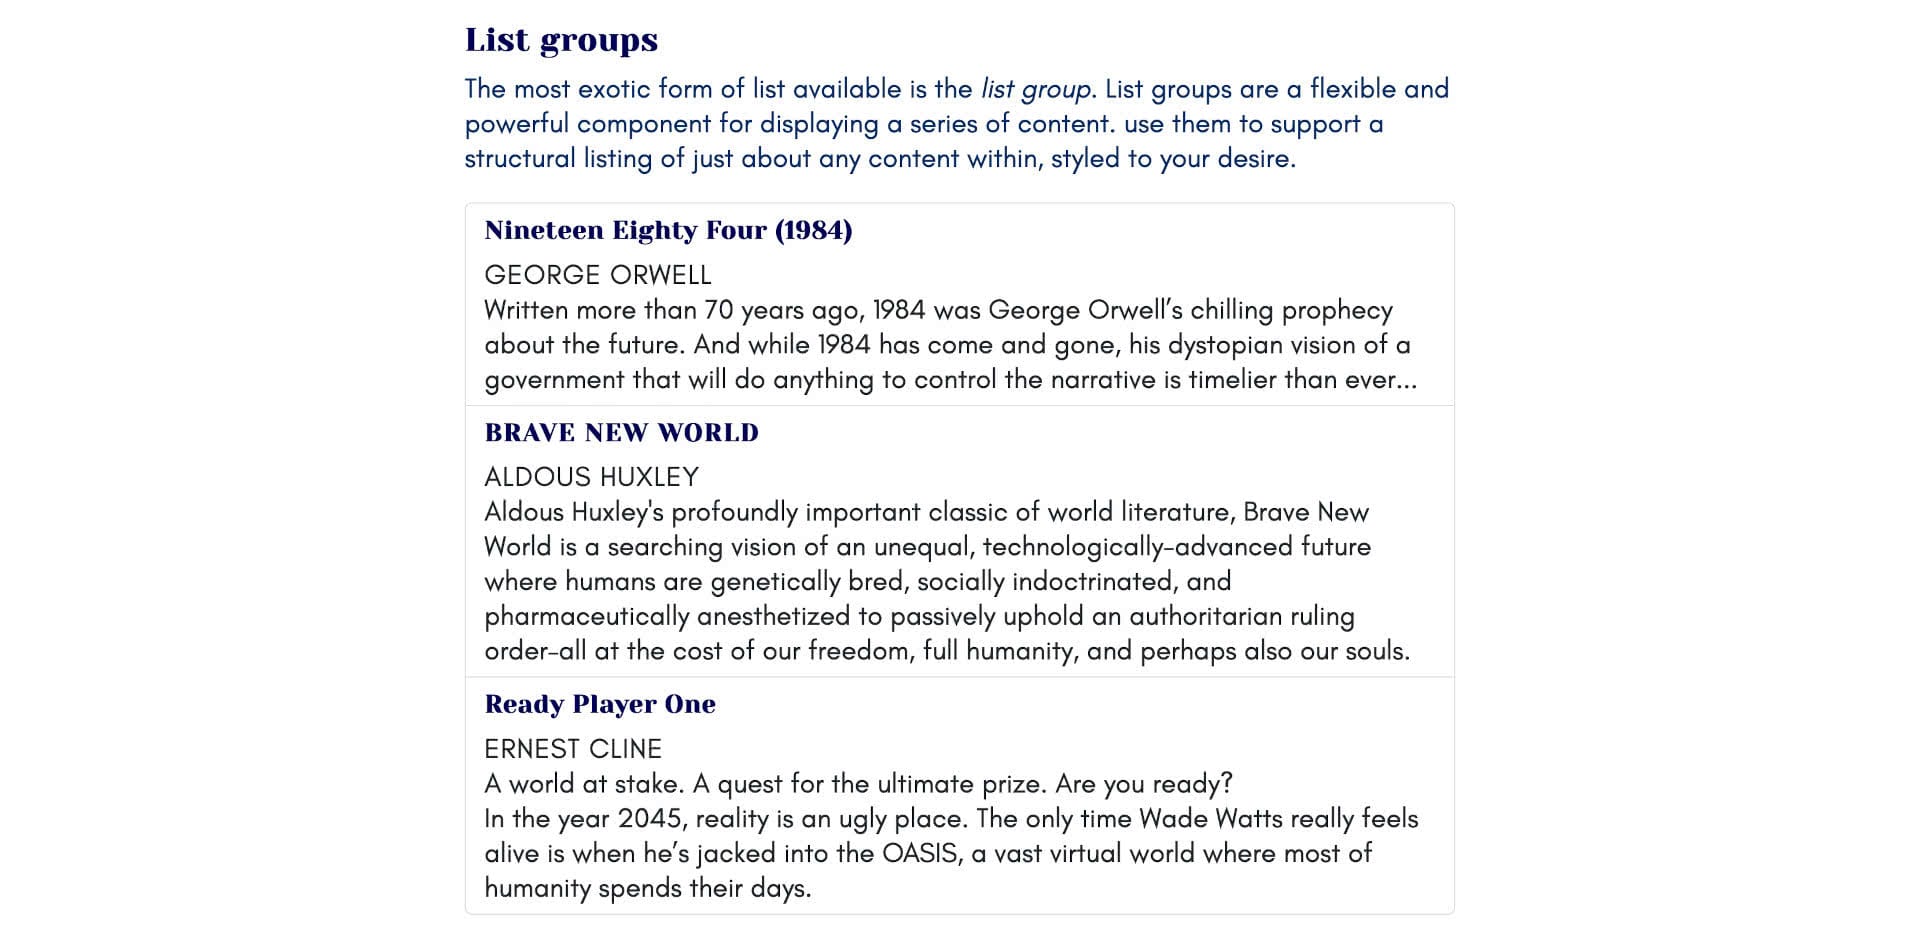 List groups
The most exotic form of list available is the list group. List groups are a flexible and
powerful component for displaying a series of content. use them to support a
structural listing of just about any content within, styled to your desire.
Nineteen Eighty Four (1984)
GEORGE ORWELL
Written more than 70 years ago, 1984 was George Orwell’s chilling prophecy
about the future. And while 1984 has come and gone, his dystopian vision of a
government that will do anything to control the narrative is timelier than ever...
BRAVE NEW WORLD
ALDOUS HUXLEY
Aldous Huxley's profoundly important classic of world literature, Brave New
World is a searching vision of an unequal, technologically-advanced future
where humans are genetically bred, socially indoctrinated, and
pharmaceutically anesthetized to passively uphold an authoritarian ruling
order–all at the cost of our freedom, full humanity, and perhaps also our souls.
Ready Player One
ERNEST CLINE
A world at stake. A quest for the ultimate prize. Are you ready?
In the year 2045, reality is an ugly place. The only time Wade Watts really feels
alive is when he’s jacked into the OASIS, a vast virtual world where most of
humanity spends their days.